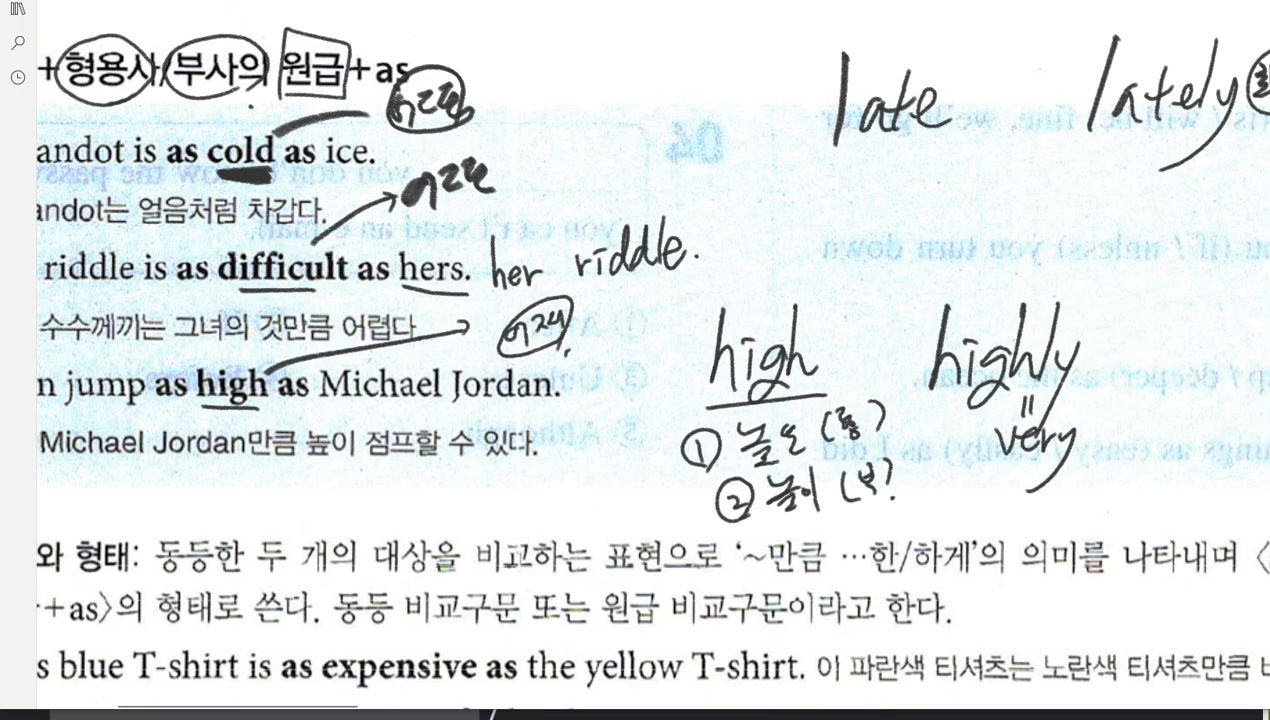 +형용사/부사의 원급+as
late
lately
andot is as cold as ice.
andot는 얼음처럼 차갑다.
riddle is as difficult as hers.
her riddle.
수수께끼는 그녀의 것만큼 어렵다
n jump as high as Michael Jordan.
high
highly
=
very
①
②
Michael Jordan만큼 높이 점프할 수 있다.
와 형태: 동등한 두 개의 대상을 비교하는 표현으로 ‘~만큼 …한/하게’의 의미를 나타내며 〈
+as〉의 형태로 쓴다. 동등 비교구문 또는 원급 비교구문이라고 한다.
s blue T-shirt is as expensive as the yellow T-shirt. 이 파란색 티셔츠는 노란색 티셔츠만큼